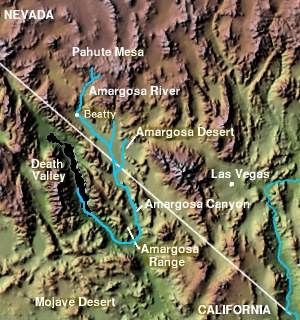 NEVADA
Pahute Mesa
Amargosa River
Beatty
Amargosa Desert
Death
Valley
Las Vegas
Amargosa Canyon
Amargosa
Range
Mojave Desert
CALIFORNIA